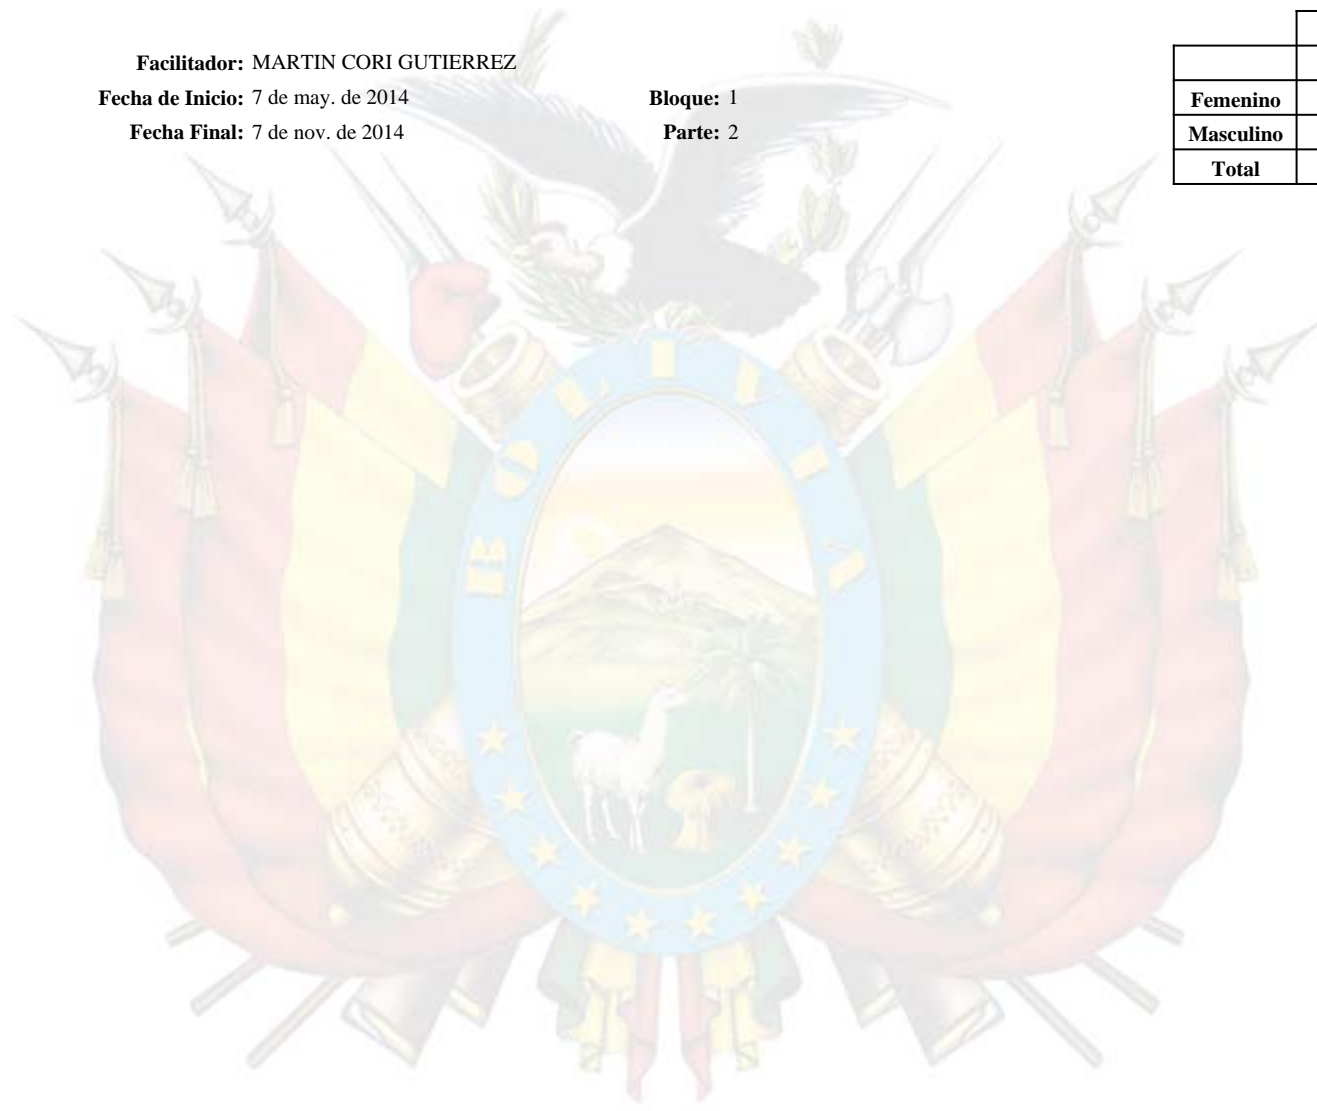 Facilitador: MARTIN CORI GUTIERREZ
Fecha de Inicio: 7 de may. de 2014 Bloque: 1
Fecha Final: 7 de nov. de 2014 Parte: 2
Femenino
Masculino
Total
BOLIVIA